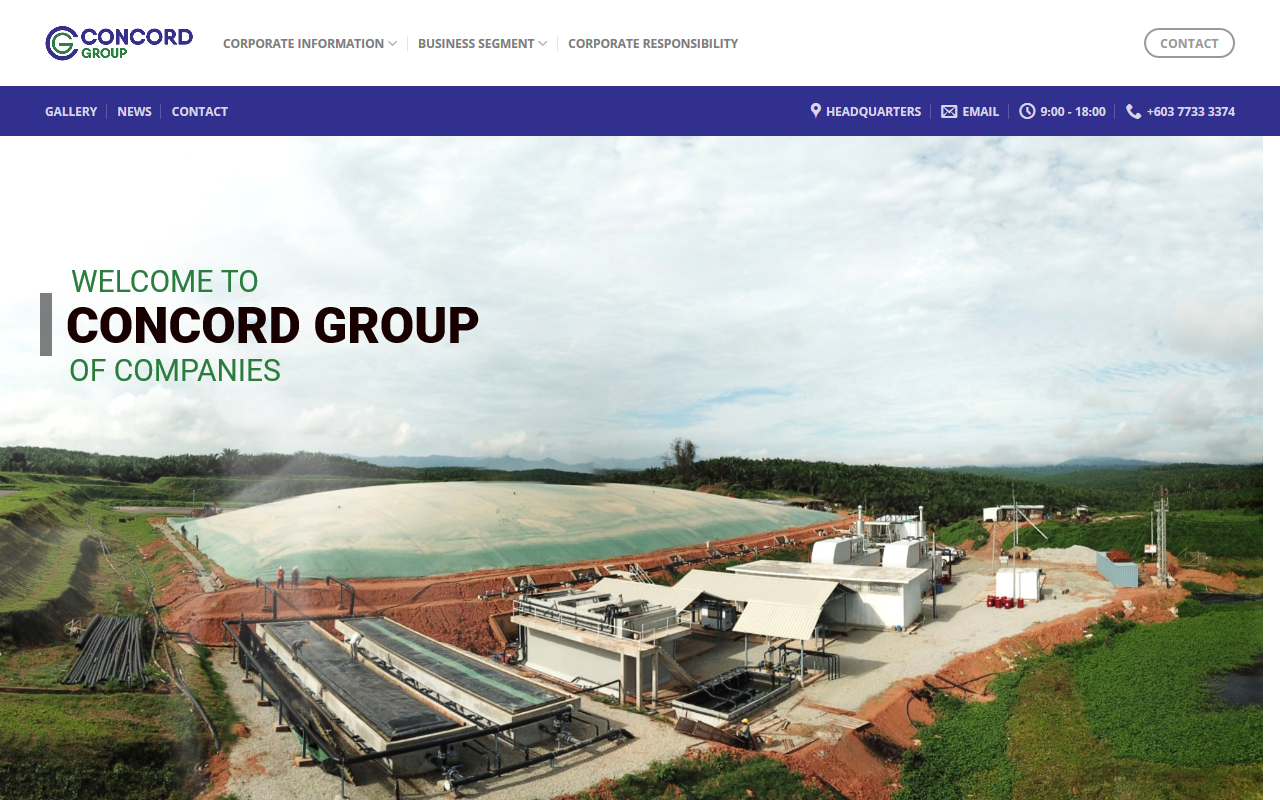 CONCORD
GROUP
CORPORATE INFORMATION
BUSINESS SEGMENT
CORPORATE RESPONSIBILITY
CONTACT
GALLERY
NEWS
CONTACT
HEADQUARTERS
EMAIL
9:00 - 18:00
+603 7733 3374
WELCOME TO
CONCORD GROUP
OF COMPANIES